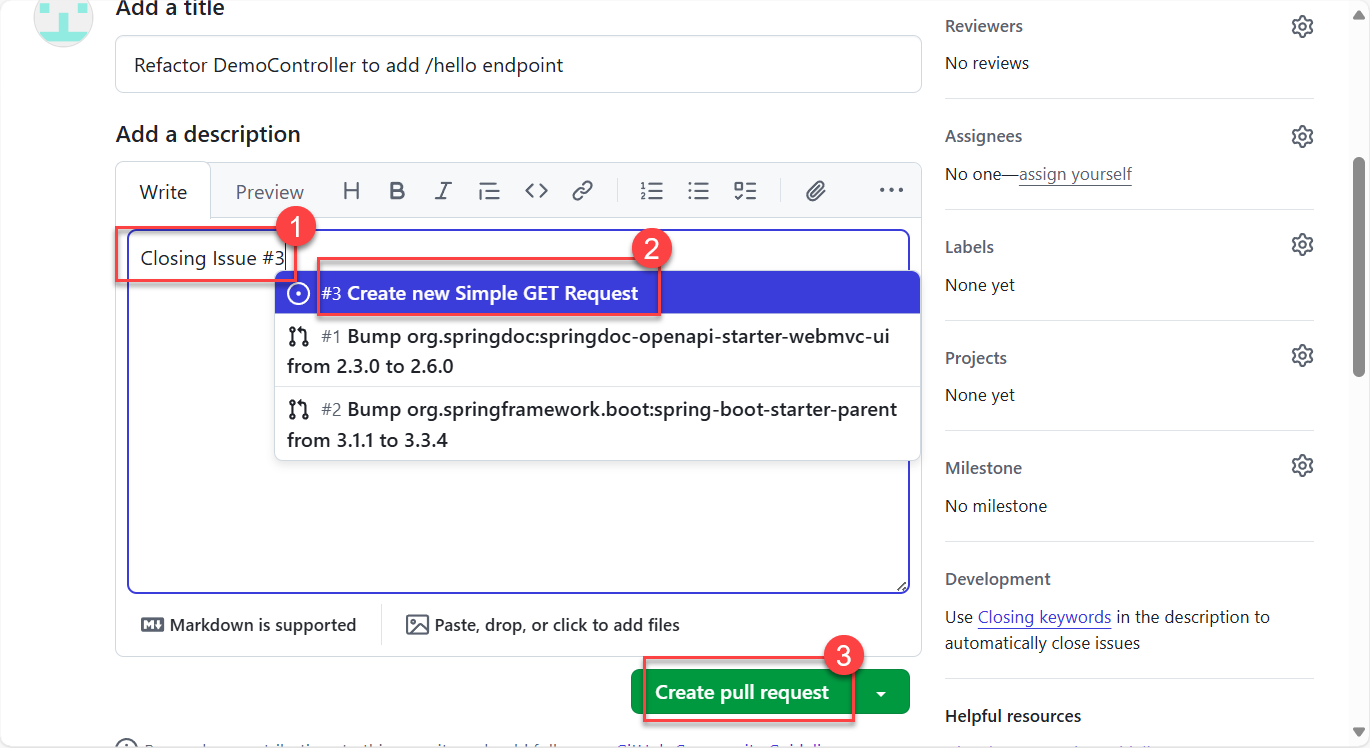 Add a title
Refactor DemoController to add /hello endpoint
Add a description
Write
Preview
H B I
1
Closing Issue #3
2
#3 Create new Simple GET Request
#1 Bump org.springdoc:springdoc-openapi-starter-webmvc-ui
from 2.3.0 to 2.6.0
#2 Bump org.springframework.boot:spring-boot-starter-parent
from 3.1.1 to 3.3.4
Markdown is supported
Paste, drop, or click to add files
3
Create pull request
Reviewers
No reviews
Assignees
No one—assign yourself
Labels
None yet
Projects
None yet
Milestone
No milestone
Development
Use Closing keywords in the description to
automatically close issues
Helpful resources